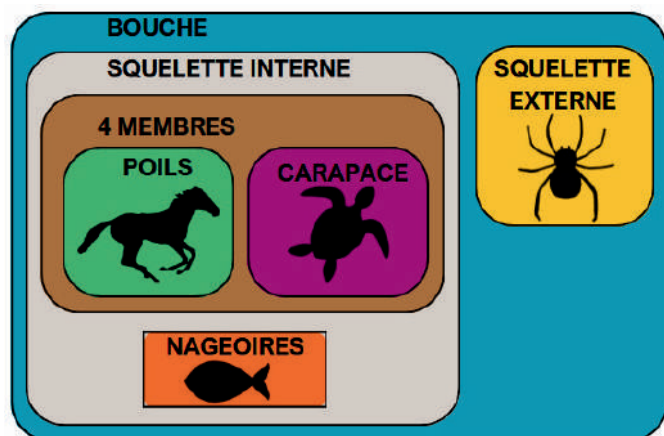 BOUCHE
SQUELETTE INTERNE
SQUELETTE
EXTERNE
4 MEMBRES
POILS
CARAPACE
NAGEOIRES